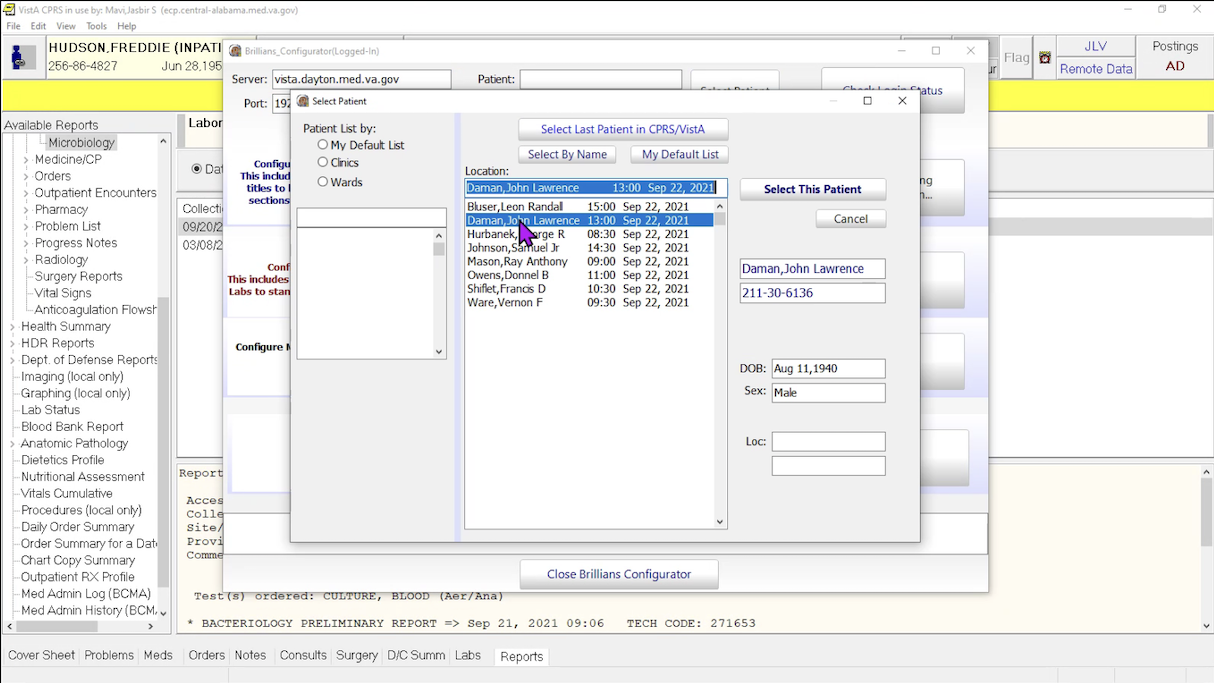 VistA CPRS in use by: Mavi,Jasbir S (ecp.central-alabama.med.va.gov)
File Edit View Tools Help
HUDSON,FREDDIE (INPATI
256-86-4827 Jun 28,195
Flag
JLV
Remote Data
Postings
AD
Available Reports
Microbiology
Medicine/CP
Orders
Outpatient Encounters
Pharmacy
Problem List
Progress Notes
Radiology
Surgery Reports
Vital Signs
Anticoagulation Flowsh
Health Summary
HDR Reports
Dept. of Defense Reports
Imaging (local only)
Graphing (local only)
Lab Status
Blood Bank Report
Anatomic Pathology
Dietetics Profile
Nutritional Assessment
Vitals Cumulative
Procedures (local only)
Daily Order Summary
Order Summary for a Date
Chart Copy Summary
Outpatient RX Profile
Med Admin Log (BCMA)
Med Admin History (BCM
Labor
Dat
Collecti
09/20/2
03/08/2
Report
Acces
Colle
Site/
Provi
Comme
Test(s) ordered: CULTURE, BLOOD (Aer/Ana)
* BACTERIOLOGY PRELIMINARY REPORT => Sep 21, 2021 09:06 TECH CODE: 271653
Brillians_Configurator(Logged-In)
Server: vista.dayton.med.va.gov Patient:
Select Patient
Check Login Status
Port: 192
Configu
This includ
titles to l
sections
ng
n...
Conf
This includes
Labs to stan
Configure M
Close Brillians Configurator
Select Patient
Patient List by:
My Default List
Clinics
Wards
Select Last Patient in CPRS/VistA
Select By Name My Default List
Location:
Daman,John Lawrence 13:00 Sep 22, 2021
Bluser,Leon Randall 15:00 Sep 22, 2021
Daman,John Lawrence 13:00 Sep 22, 2021
Hurbanek,George R 08:30 Sep 22, 2021
Johnson,Samuel Jr 14:30 Sep 22, 2021
Mason,Ray Anthony 09:00 Sep 22, 2021
Owens,Donnel B 11:00 Sep 22, 2021
Shiflet,Francis D 10:30 Sep 22, 2021
Ware,Vernon F 09:30 Sep 22, 2021
Select This Patient
Cancel
Daman,John Lawrence
211-30-6136
DOB: Aug 11,1940
Sex: Male
Loc:
Cover Sheet Problems Meds Orders Notes Consults Surgery D/C Summ Labs Reports